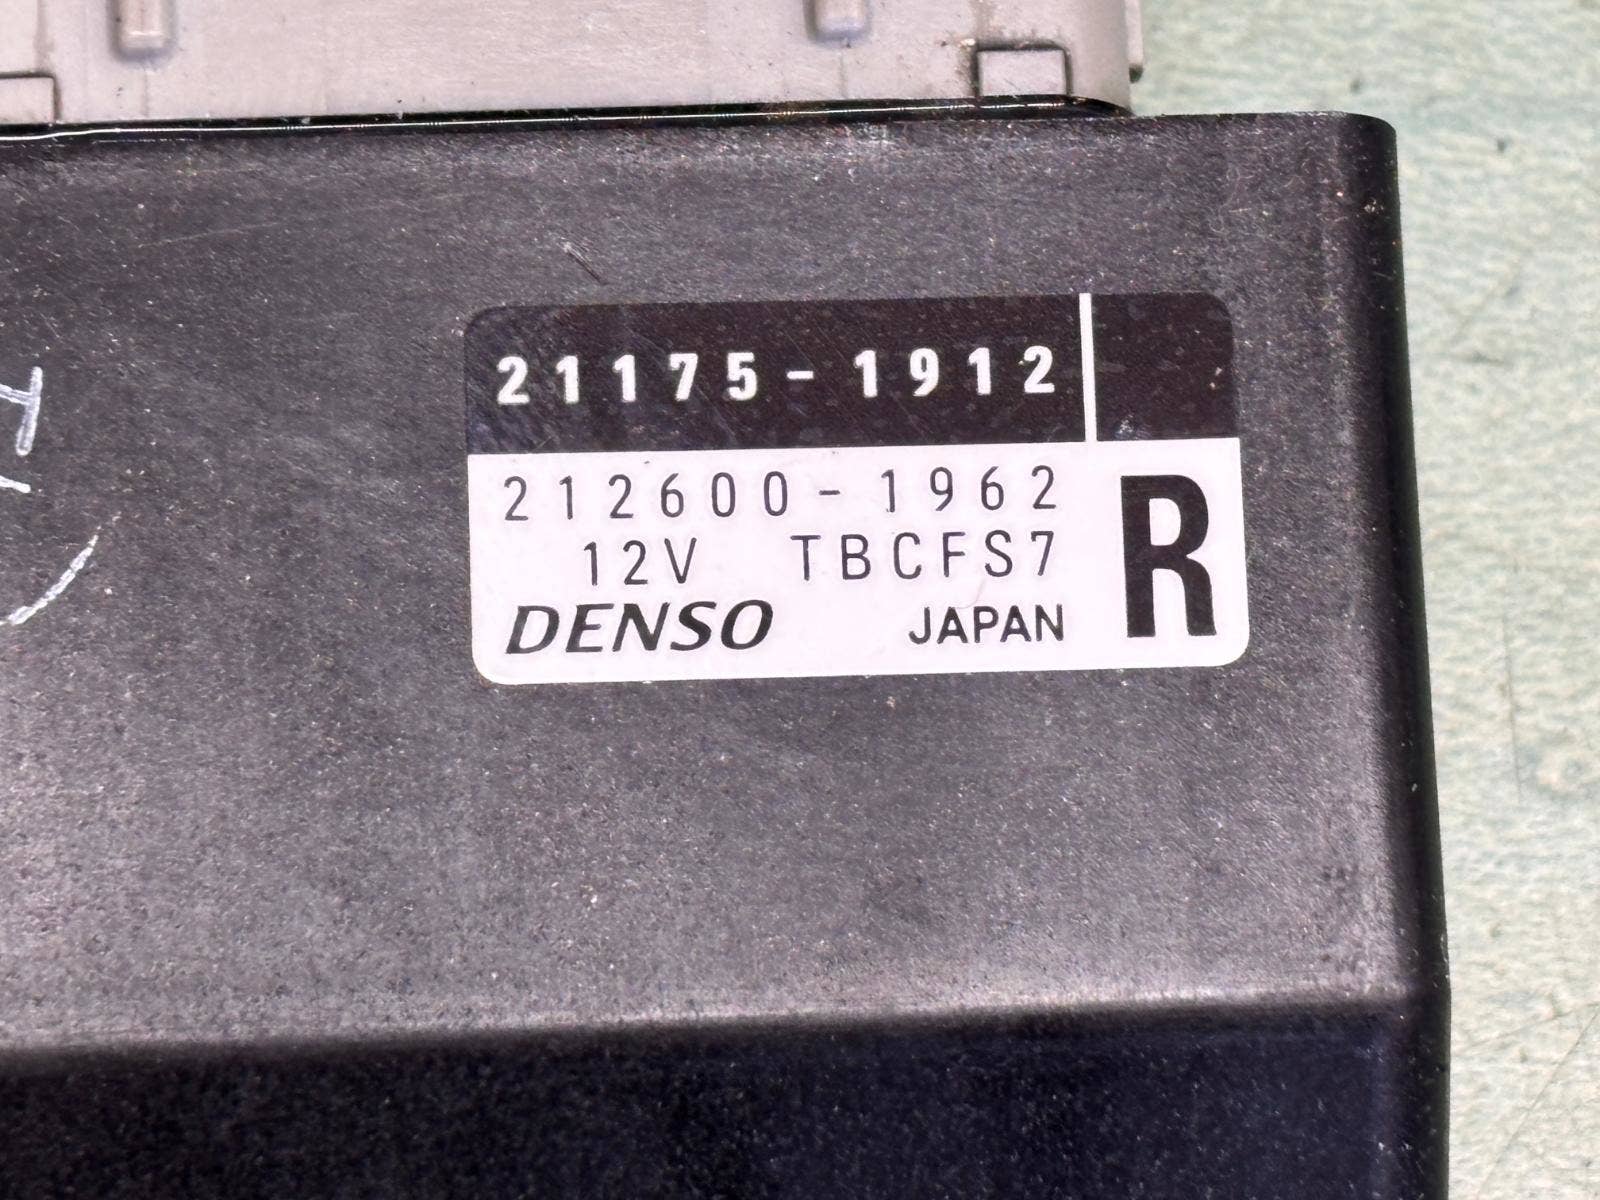 21175-1912
212600-1962
12V TBCFS7
DENSO JAPAN
R